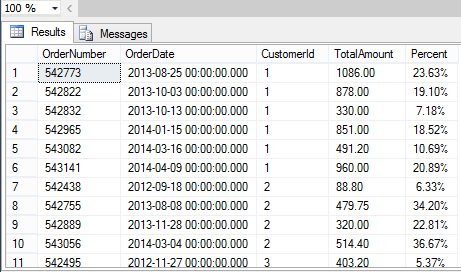 100 %
Results Messages
OrderNumber OrderDate CustomerId TotalAmount Percent
1 542773 2013-08-25 00:00:00.000 1 1086.00 23.63%
2 542822 2013-10-03 00:00:00.000 1 878.00 19.10%
3 542832 2013-10-13 00:00:00.000 1 330.00 7.18%
4 542965 2014-01-15 00:00:00.000 1 851.00 18.52%
5 543082 2014-03-16 00:00:00.000 1 491.20 10.69%
6 543141 2014-04-09 00:00:00.000 1 960.00 20.89%
7 542438 2012-09-18 00:00:00.000 2 88.80 6.33%
8 542755 2013-08-08 00:00:00.000 2 479.75 34.20%
9 542889 2013-11-28 00:00:00.000 2 320.00 22.81%
10 543056 2014-03-04 00:00:00.000 2 514.40 36.67%
11 542495 2012-11-27 00:00:00.000 3 403.20 5.37%